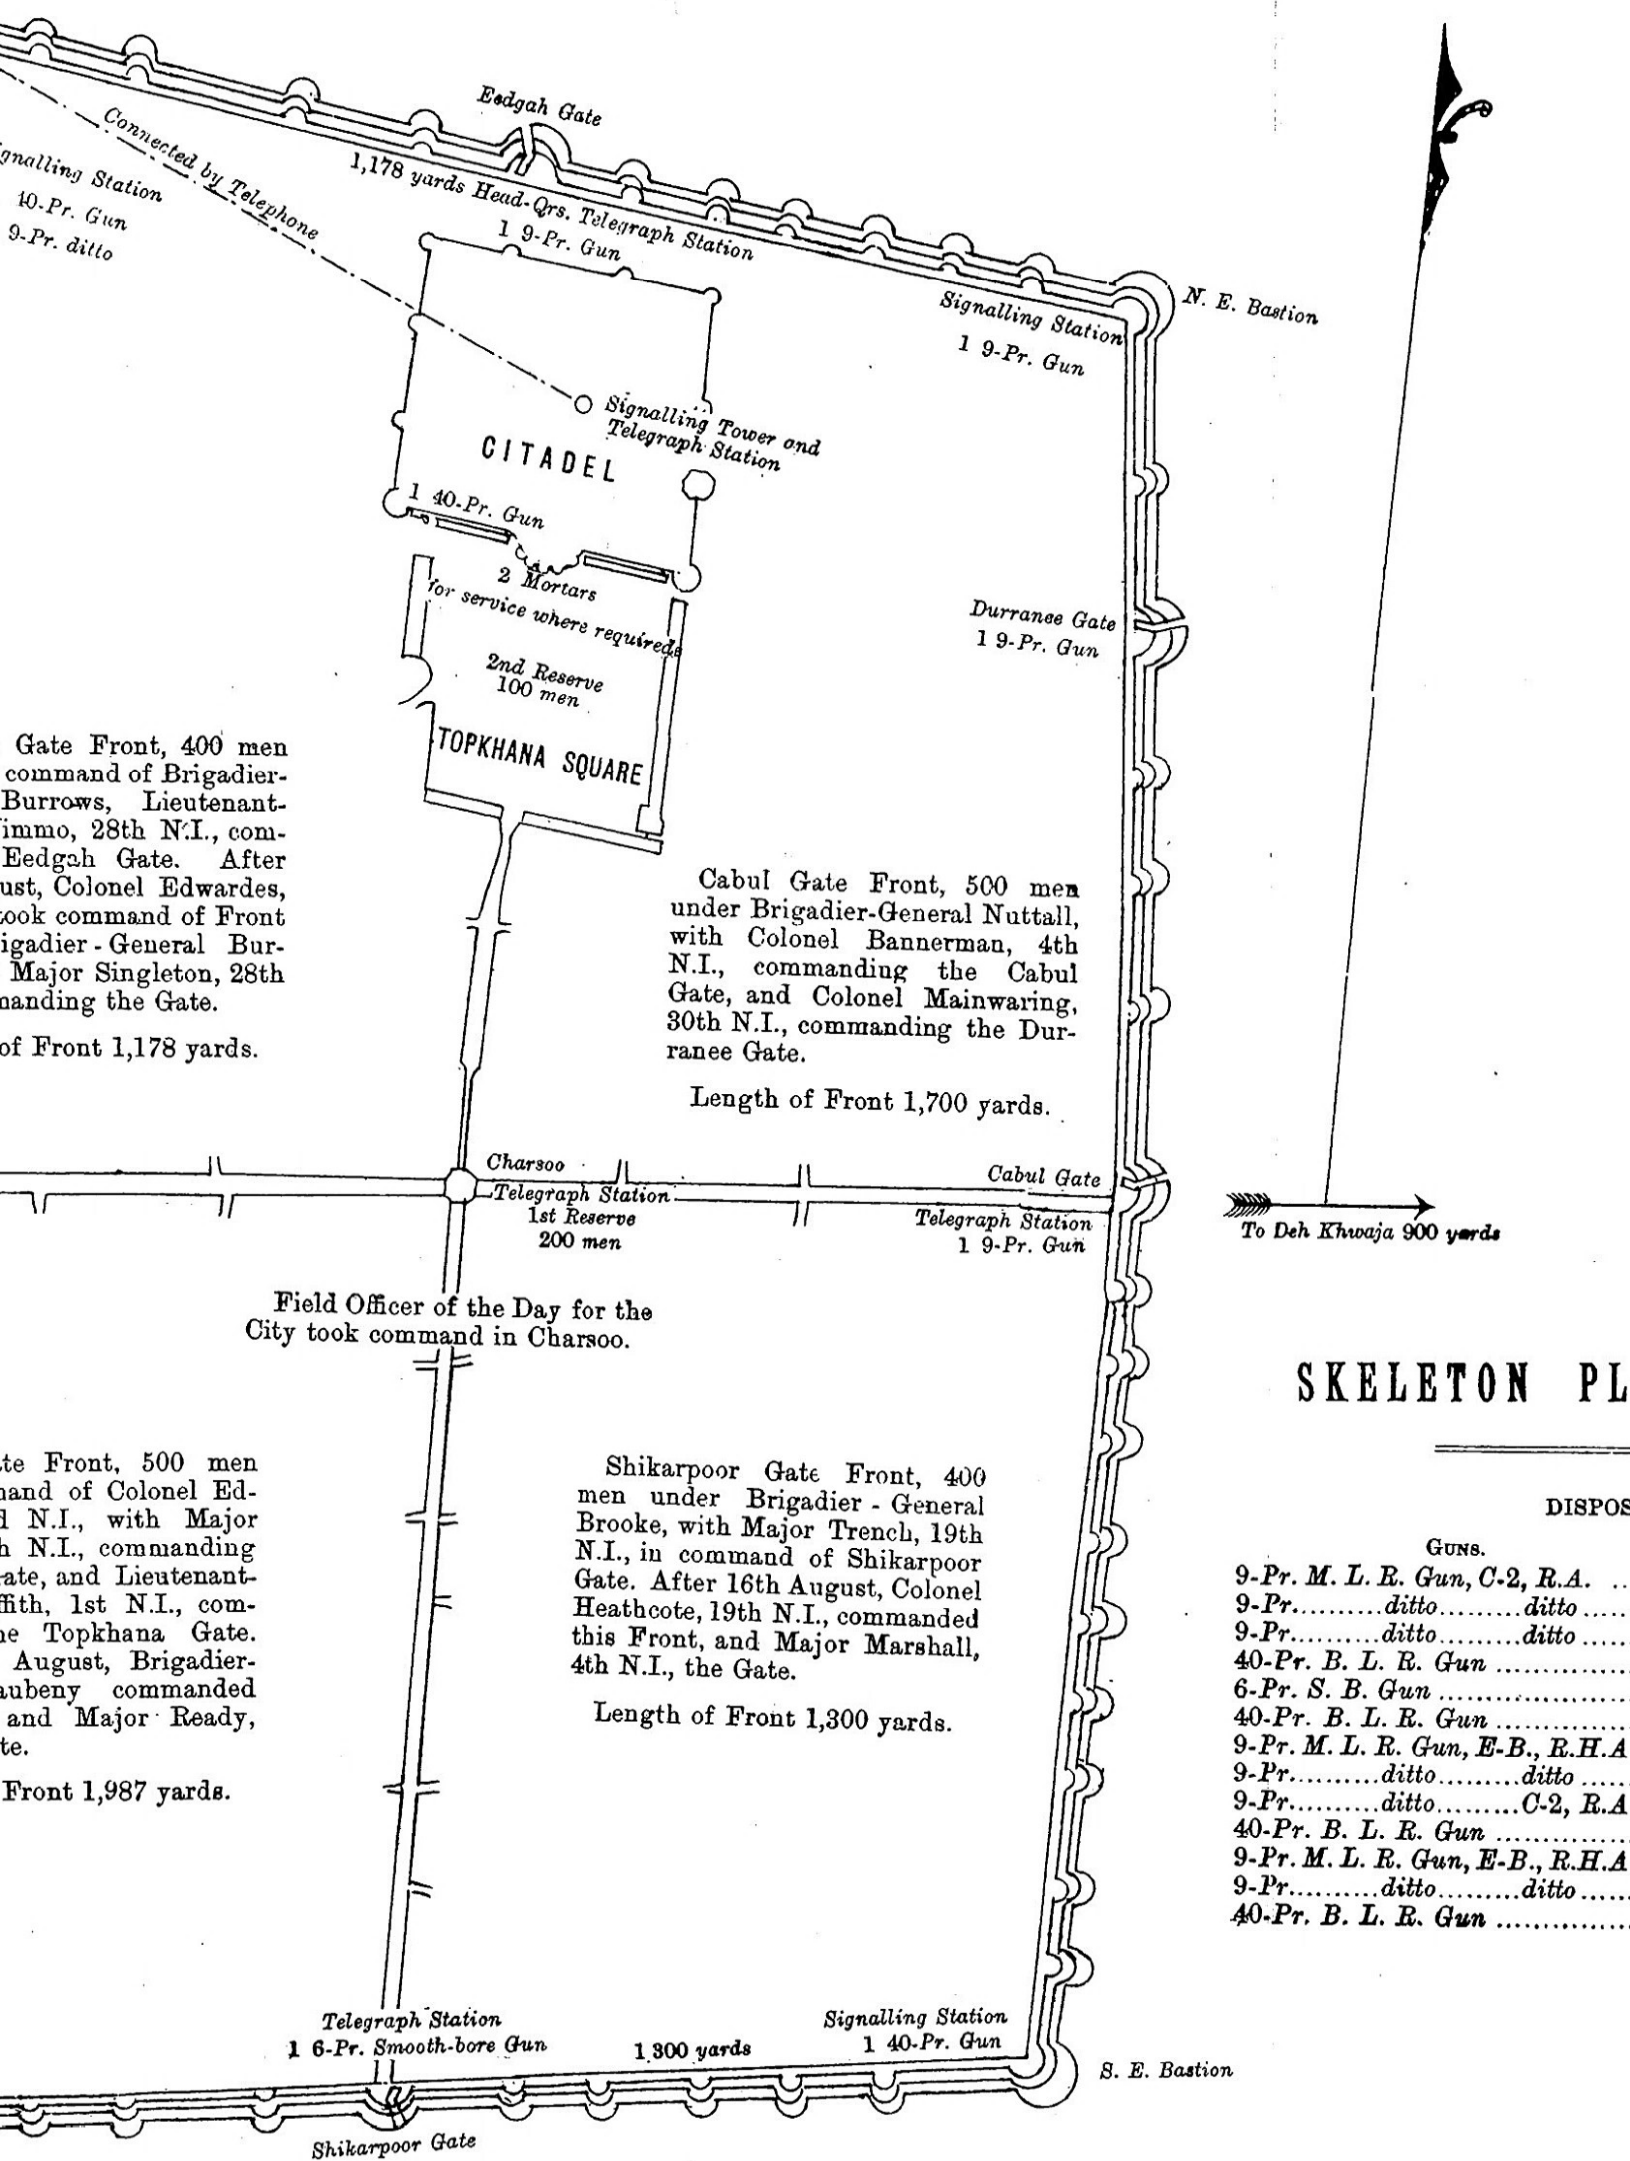 Eedgah Gate
Connected by Telephone
1,178 yards Head-Qrs. Telegraph Station
1 9-Pr. Gun
Signalling Station
10-Pr. Gun
9-Pr. ditto
N. E. Bastion
Signalling Station
1 9-Pr. Gun
Signalling Tower and
Telegraph Station
CITADEL
1 40-Pr. Gun
2 Mortars
for service where required
2nd Reserve
100 men
TOPKHANA SQUARE
Durranee Gate
1 9-Pr. Gun
Gate Front, 400 men
command of Brigadier-
Burrows, Lieutenant-
immo, 28th N.I., com-
Eedgah Gate. After
ust, Colonel Edwardes,
took command of Front
igadier-General Bur-
Major Singleton, 28th
manding the Gate.
of Front 1,178 yards.
Cabul Gate Front, 500 men
under Brigadier-General Nuttall,
with Colonel Bannerman, 4th
N.I., commanding the Cabul
Gate, and Colonel Mainwaring,
30th N.I., commanding the Dur-
ranee Gate.
Length of Front 1,700 yards.
Charsoo
Telegraph Station
1st Reserve
200 men
Cabul Gate
Telegraph Station
1 9-Pr. Gun
To Deh Khwaja 900 yards
Field Officer of the Day for the
City took command in Charsoo.
SKELETON PL
te Front, 500 men
mand of Colonel Ed-
d N.I., with Major
h N.I., commanding
ate, and Lieutenant-
ffith, 1st N.I., com-
he Topkhana Gate.
August, Brigadier-
aubeny commanded
and Major Ready,
te.
Front 1,987 yards.
Shikarpoor Gate Front, 400
men under Brigadier-General
Brooke, with Major Trench, 19th
N.I., in command of Shikarpoor
Gate. After 16th August, Colonel
Heathcote, 19th N.I., commanded
this Front, and Major Marshall,
4th N.I., the Gate.
Length of Front 1,300 yards.
DISPOS
GUNS.
9-Pr. M. L. R. Gun, C-2, R.A. ..
9-Pr..........ditto.........ditto .....
9-Pr..........ditto.........ditto .....
40-Pr. B. L. R. Gun ...............
6-Pr. S. B. Gun .....................
40-Pr. B. L. R. Gun ...............
9-Pr. M. L. R. Gun, E-B., R.H.A
9-Pr..........ditto.........ditto .....
9-Pr..........ditto.........C-2, R.A
40-Pr. B. L. R. Gun ...............
9-Pr. M. L. R. Gun, E-B., R.H.A
9-Pr..........ditto.........ditto......
40-Pr. B. L. R. Gun ...............
Telegraph Station
1 6-Pr. Smooth-bore Gun
1,300 yards
Signalling Station
1 40-Pr. Gun
S. E. Bastion
Shikarpoor Gate